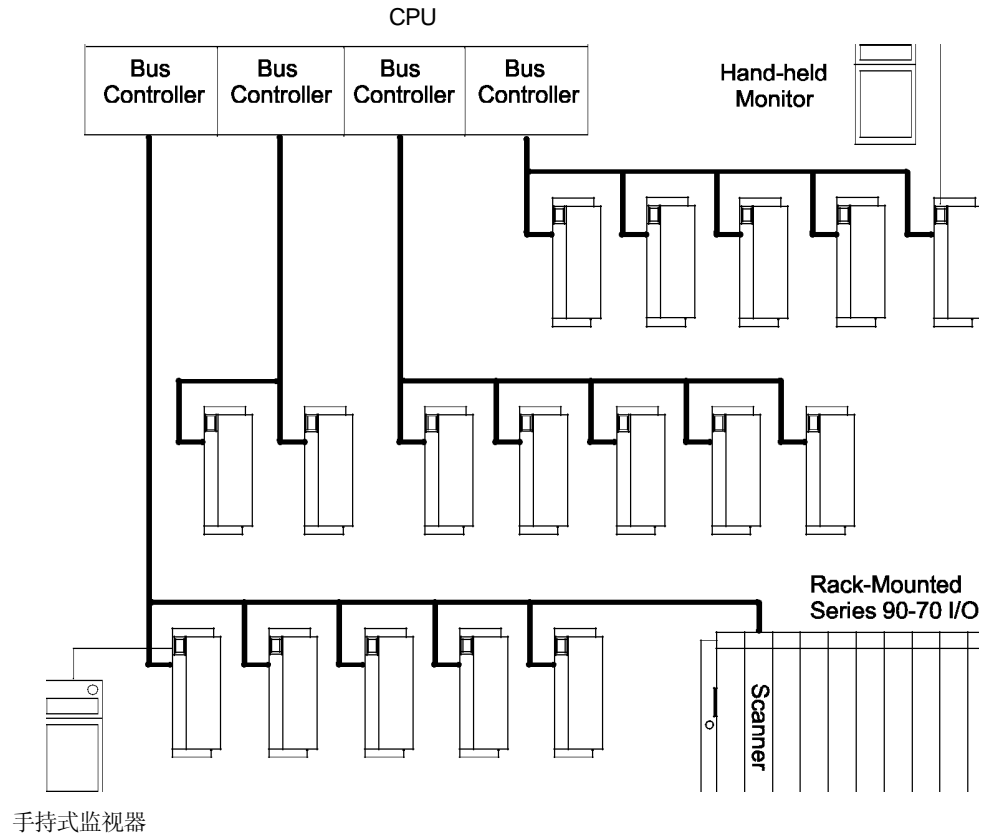 CPU
Bus Controller
Bus Controller
Bus Controller
Bus Controller
Hand-held
Monitor
Rack-Mounted
Series 90-70 I/O
Scanner
手持式监视器